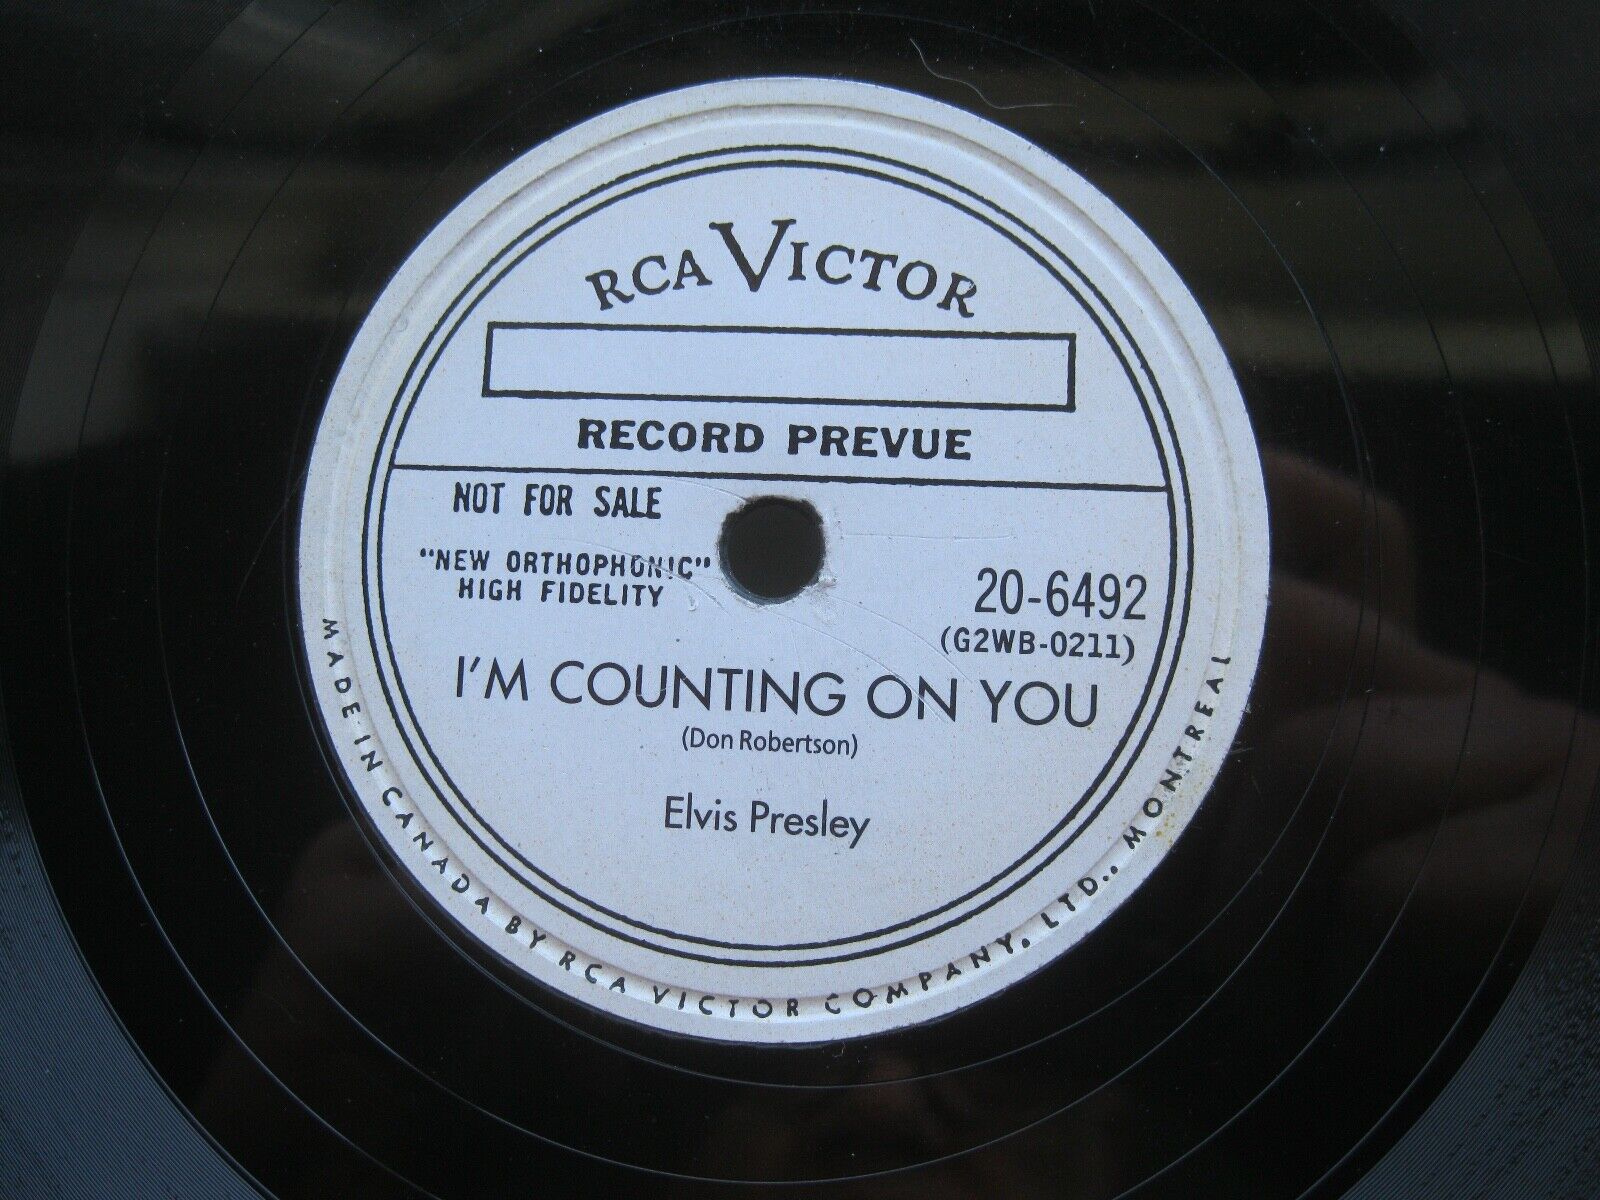 RCA VICTOR
RECORD PREVUE
NOT FOR SALE
"NEW ORTHOPHONIC"
HIGH FIDELITY
20-6492
(G2WB-0211)
I'M COUNTING ON YOU
(Don Robertson)
Elvis Presley
MADE IN CANADA BY RCA VICTOR COMPANY, LTD., MONTREAL